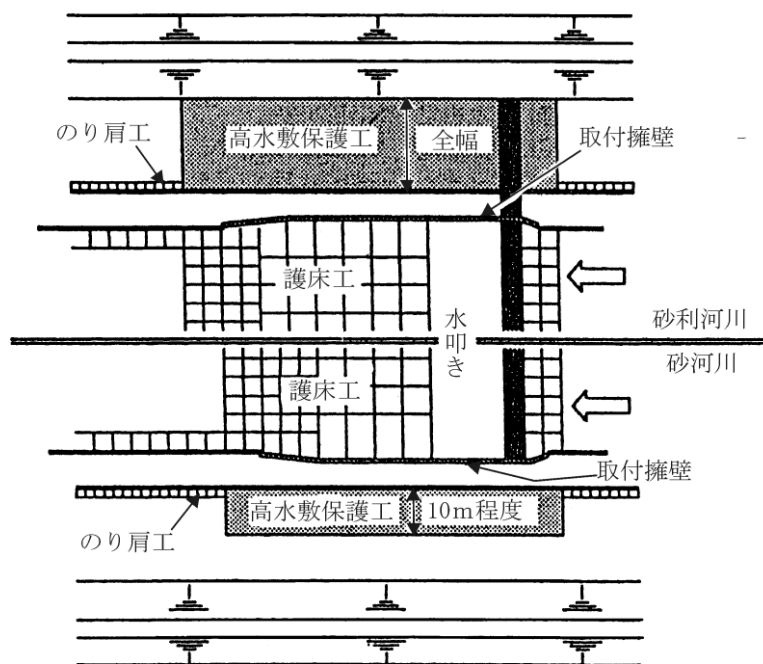 のり肩工
高水敷保護工
全幅
取付擁壁
護床工
水叩き
砂利河川
砂河川
護床工
取付擁壁
高水敷保護工
10m程度
のり肩工